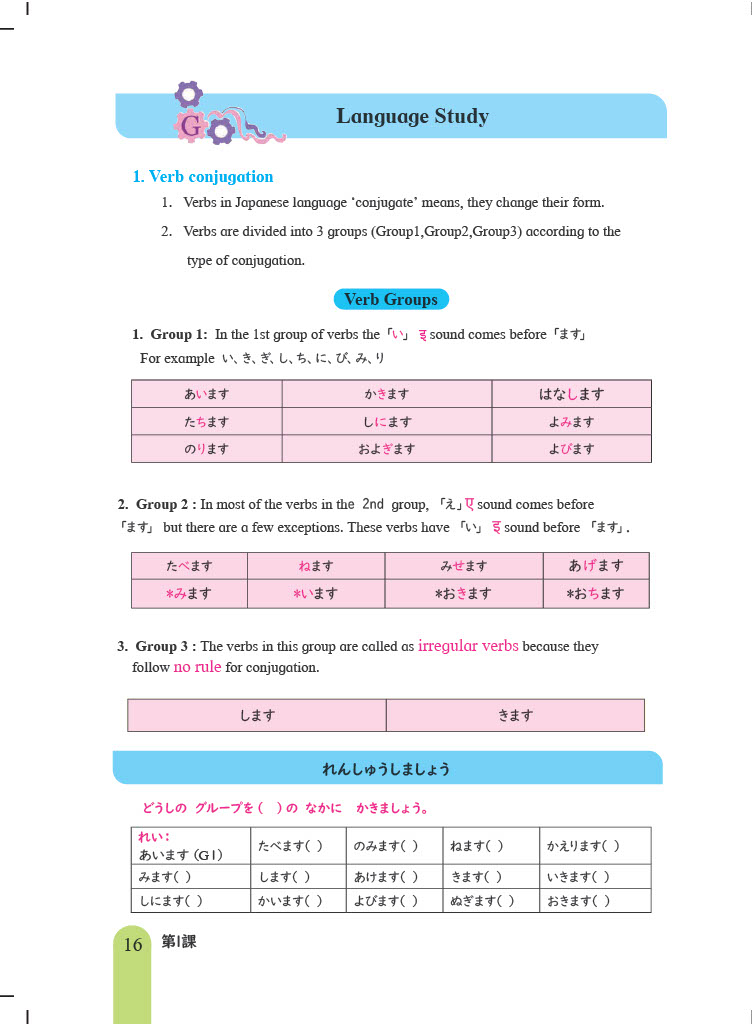 G
Language Study
1. Verb conjugation
1. Verbs in Japanese language ‘conjugate’ means, they change their form.
2. Verbs are divided into 3 groups (Group1,Group2,Group3) according to the
type of conjugation.
Verb Groups
1. Group 1: In the 1st group of verbs the「い」 इ sound comes before「ます」
For example い、き、ぎ、し、ち、に、び、み、り
あいます かきます はなします
たちます しにます よみます
のります およぎます よびます
2. Group 2 : In most of the verbs in the 2nd group, 「え」ए sound comes before
「ます」 but there are a few exceptions. These verbs have 「い」 इ sound before 「ます」.
たべます ねます みせます あげます
*みます *います *おきます *おちます
3. Group 3 : The verbs in this group are called as irregular verbs because they
follow no rule for conjugation.
します きます
れんしゅうしましょう
どうしの グループを( )の なかに かきましょう。
れい:
あいます (G1) たべます( ) のみます( ) ねます( ) かえります( )
みます( ) します( ) あけます( ) きます( ) いきます( )
しにます( ) かいます( ) よびます( ) ぬぎます( ) おきます( )
16 第1課